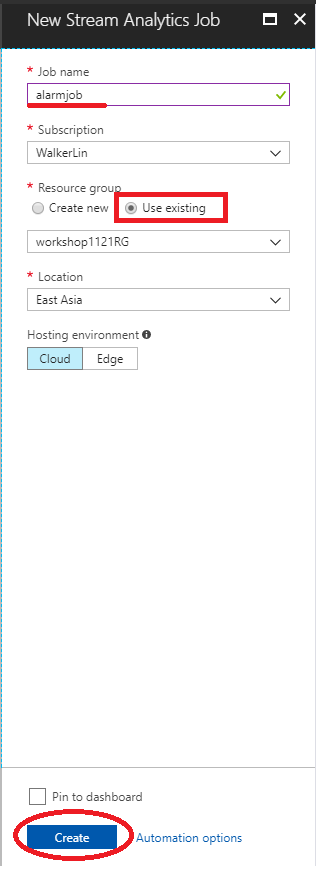 New Stream Analytics Job
* Job name
alarmjob
* Subscription
WalkerLin
* Resource group
Create new Use existing
workshop1121RG
* Location
East Asia
Hosting environment
Cloud Edge
Pin to dashboard
Create Automation options